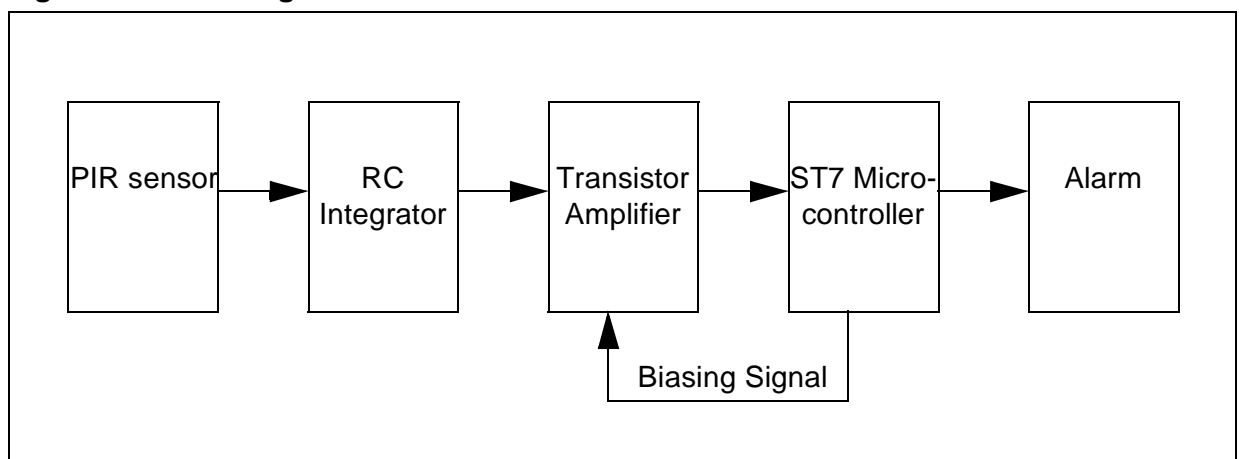 PIR sensor
RC
Integrator
Transistor
Amplifier
ST7 Micro-
controller
Alarm
Biasing Signal